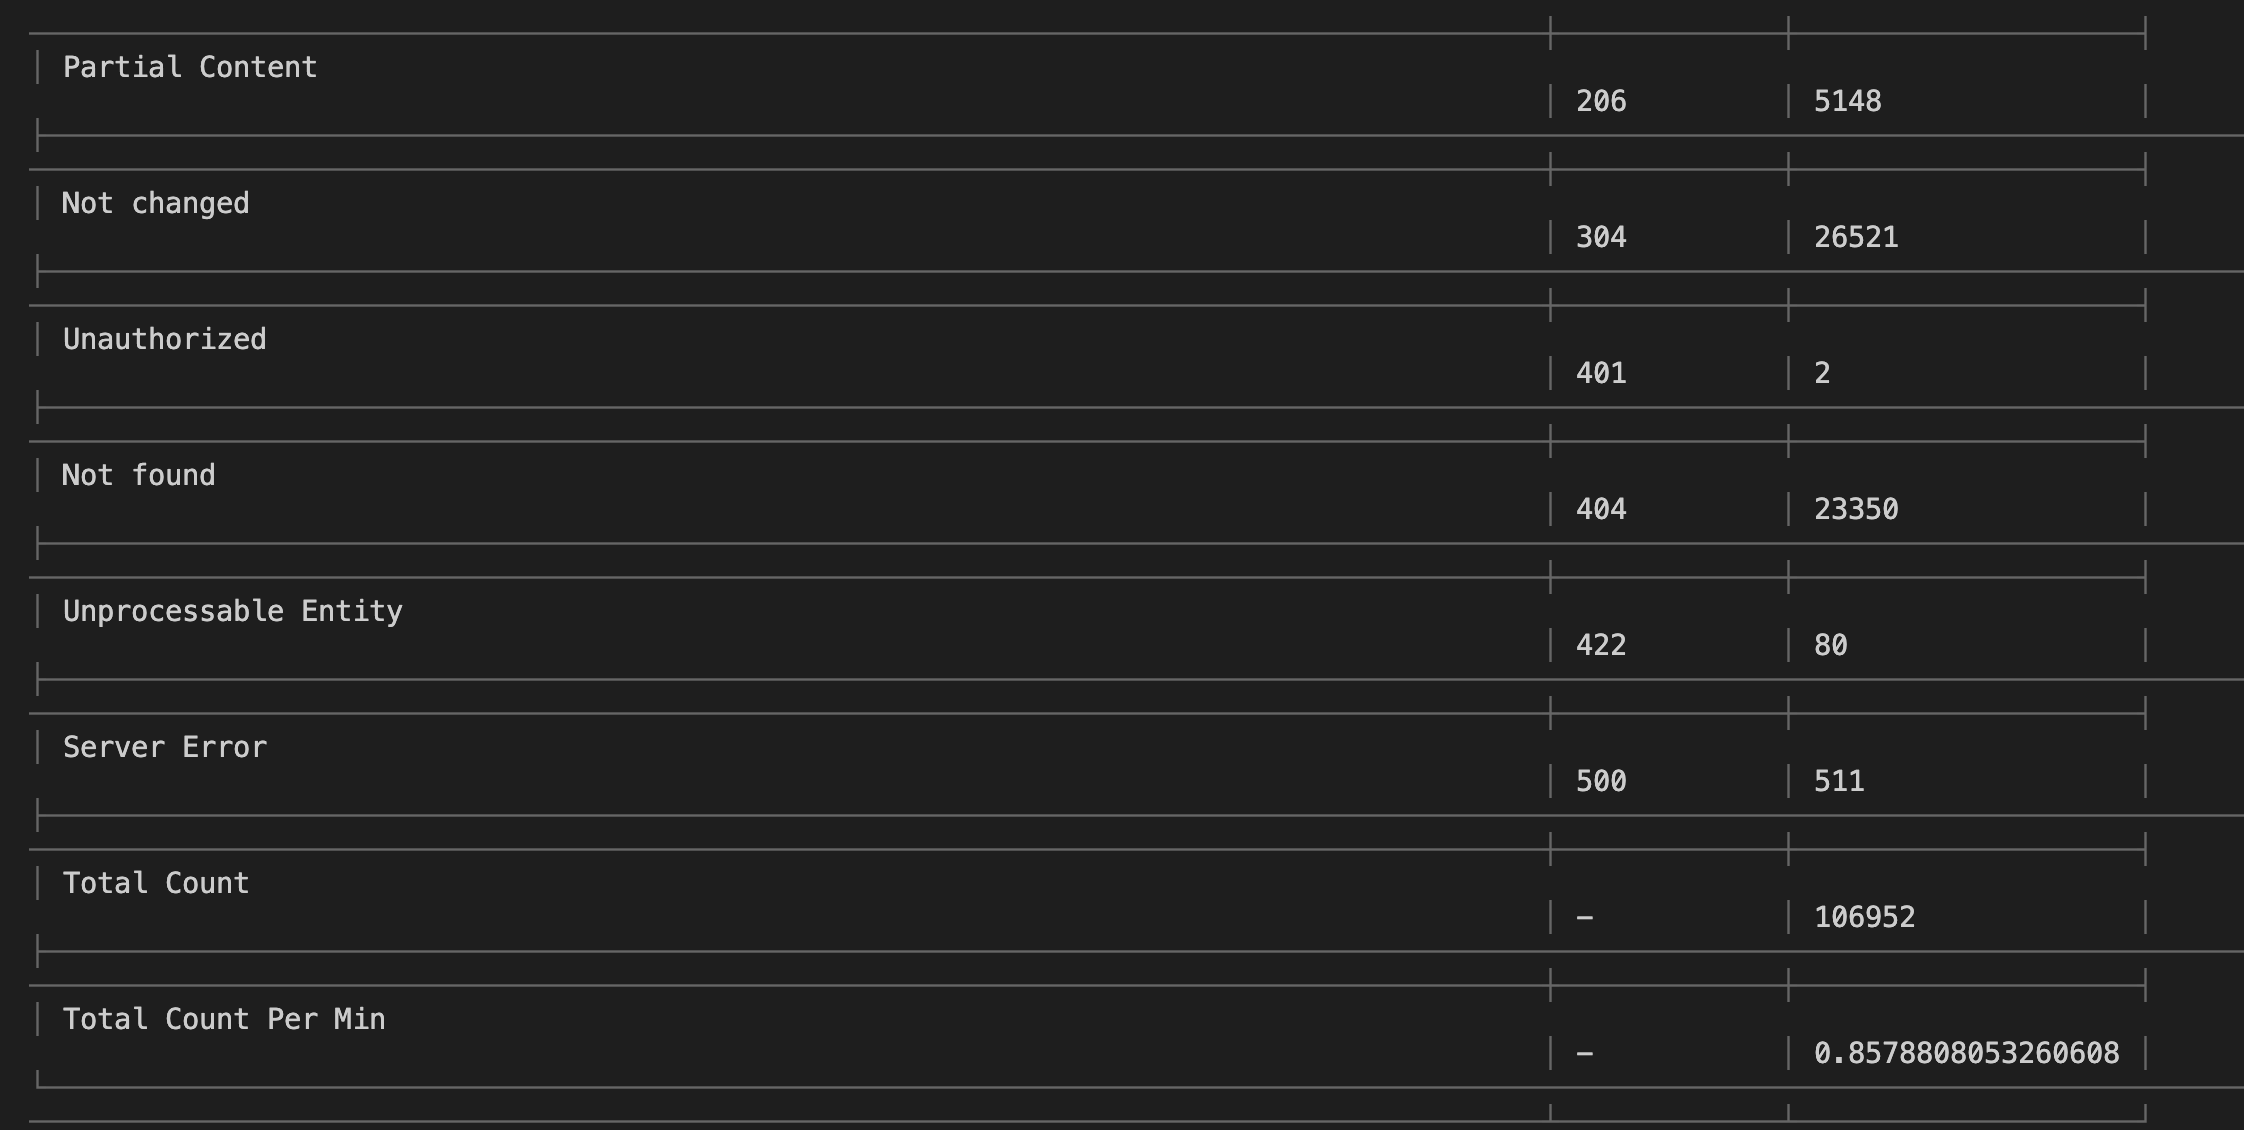 Partial Content
206 5148
Not changed
304 26521
Unauthorized
401 2
Not found
404 23350
Unprocessable Entity
422 80
Server Error
500 511
Total Count
– 106952
Total Count Per Min
– 0.8578808053260608